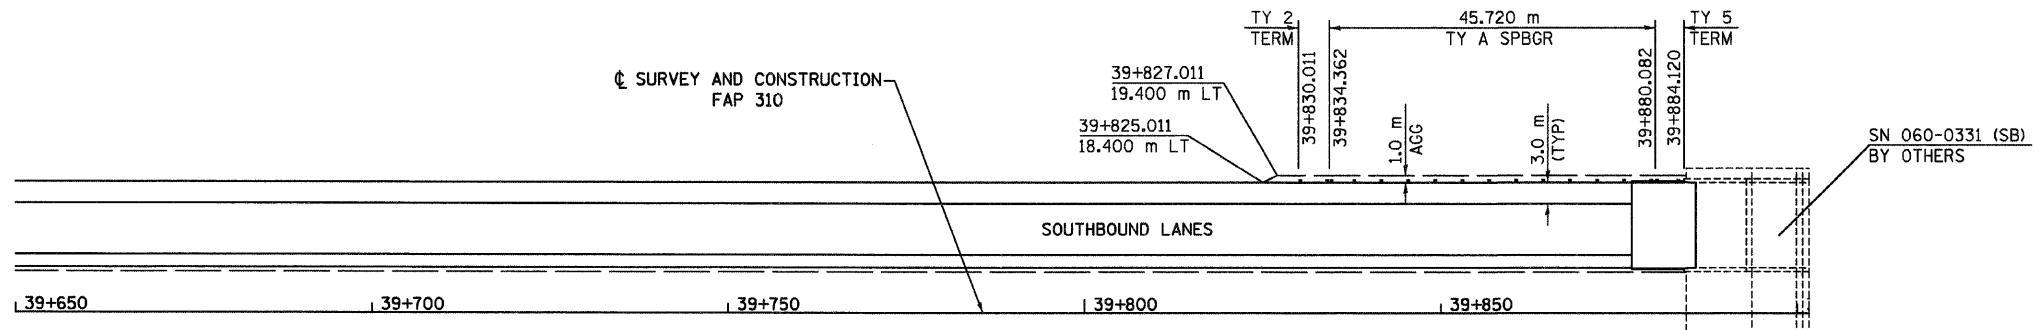 TY 2
TERM
45.720 m
TY A SPBGR
TY 5
TERM
39+830.011
39+834.362
39+880.082
39+884.120
℄ SURVEY AND CONSTRUCTION
FAP 310
39+827.011
19.400 m LT
39+825.011
18.400 m LT
1.0 m
AGG
3.0 m
(TYP)
SN 060-0331 (SB)
BY OTHERS
SOUTHBOUND LANES
39+650
39+700
39+750
39+800
39+850